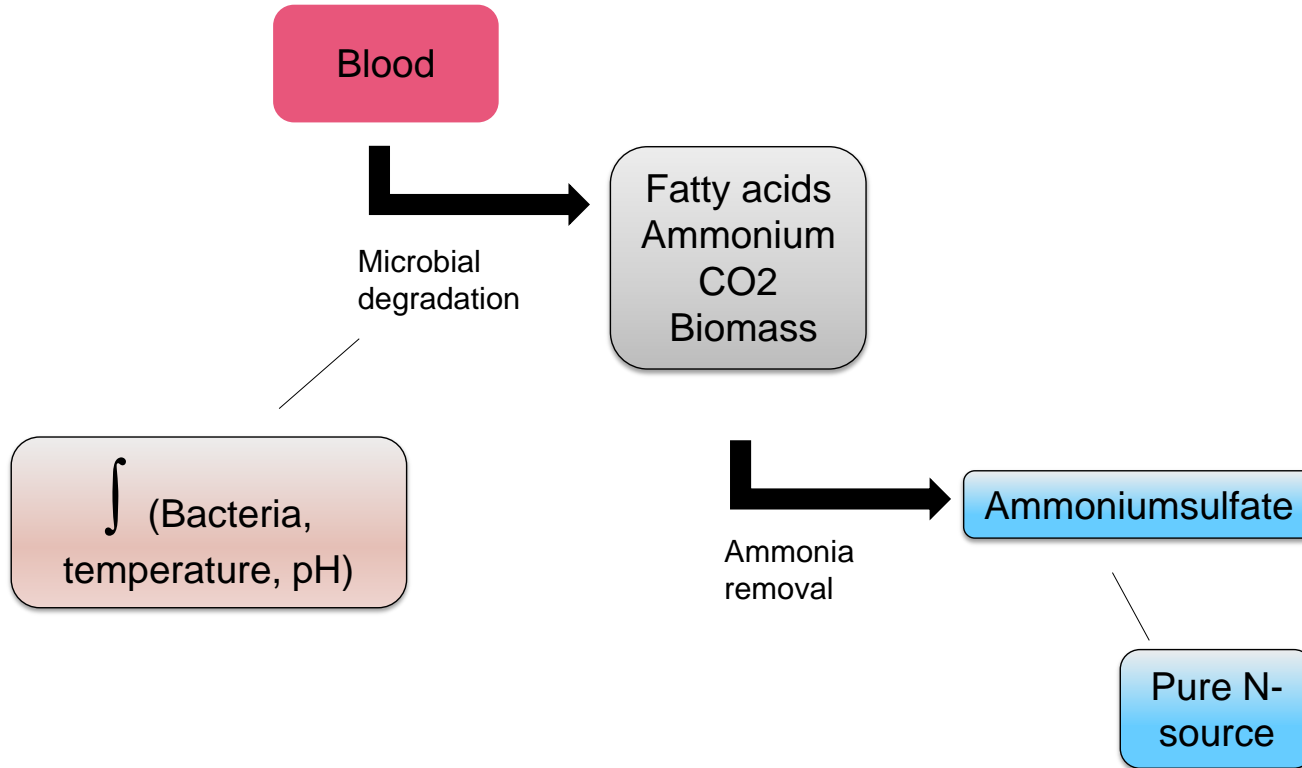 Blood
Fatty acids
Ammonium
CO2
Biomass
Microbial
degradation
∫ (Bacteria,
temperature, pH)
Ammoniumsulfate
Ammonia
removal
Pure N-
source